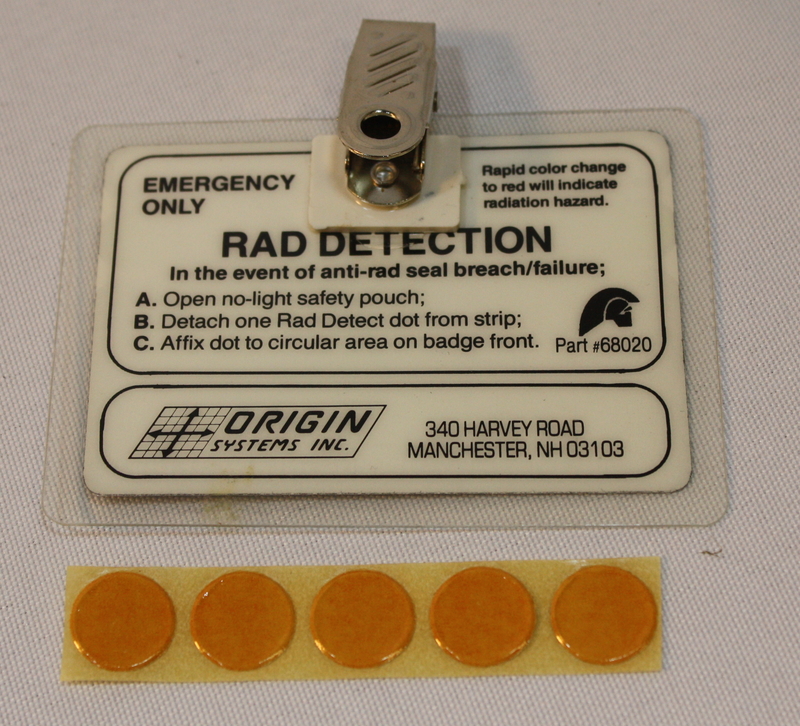 EMERGENCY
ONLY
Rapid color change
to red will indicate
radiation hazard.
RAD DETECTION
In the event of anti-rad seal breach/failure;
A. Open no-light safety pouch;
B. Detach one Rad Detect dot from strip;
C. Affix dot to circular area on badge front.
Part #68020
ORIGIN
SYSTEMS INC.
340 HARVEY ROAD
MANCHESTER, NH 03103